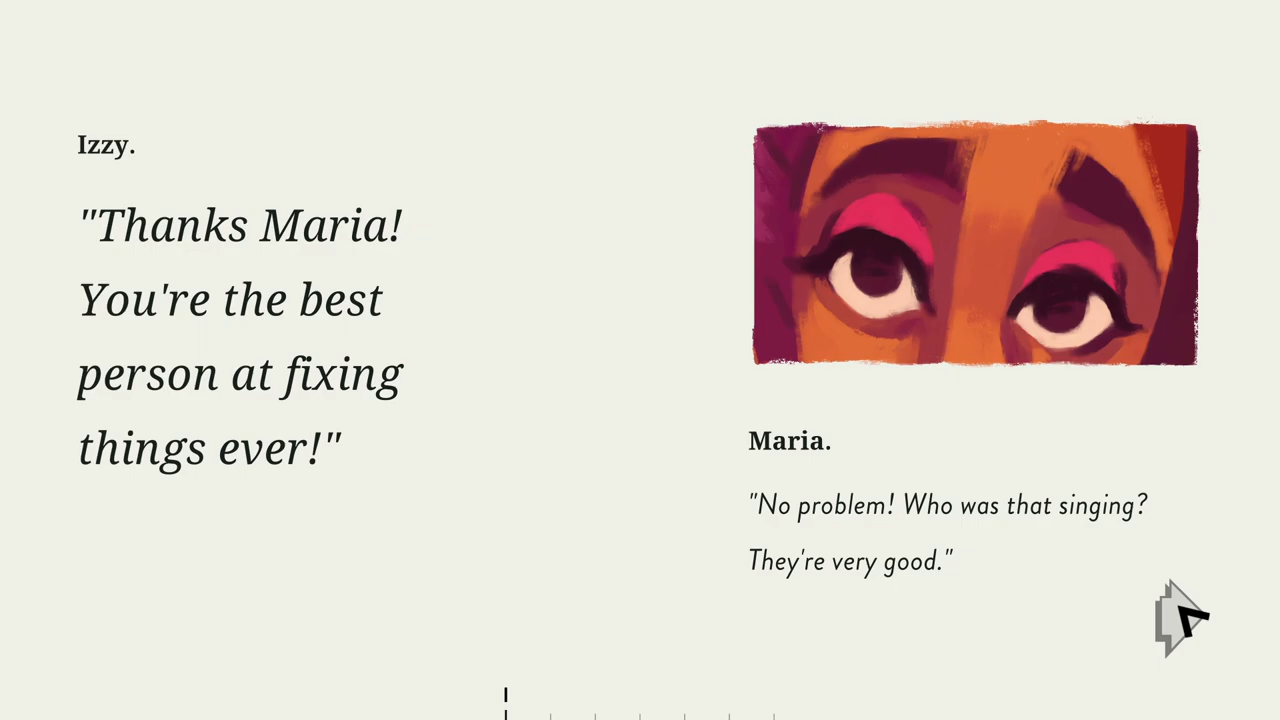 Izzy.
"Thanks Maria!
You're the best
person at fixing
things ever!"
Maria.
"No problem! Who was that singing?
They're very good."